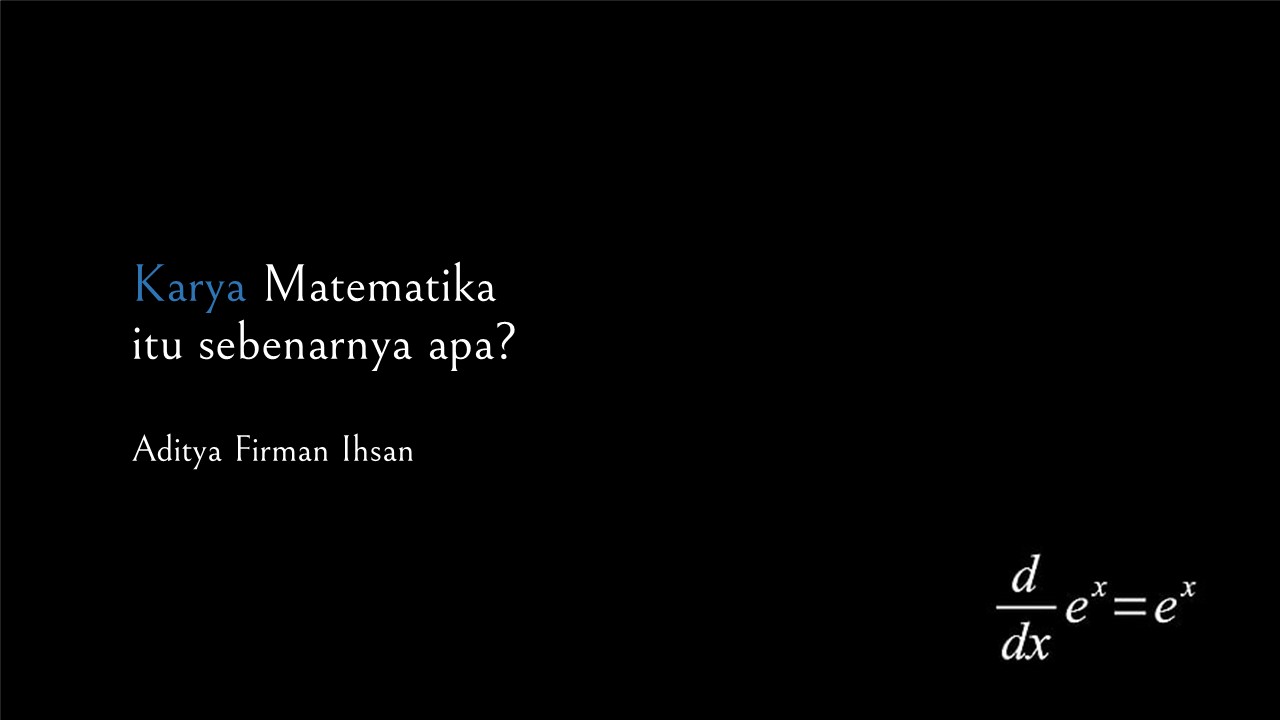 Karya Matematika
itu sebenarnya apa?
Aditya Firman Ihsan
d/dx e^x = e^x